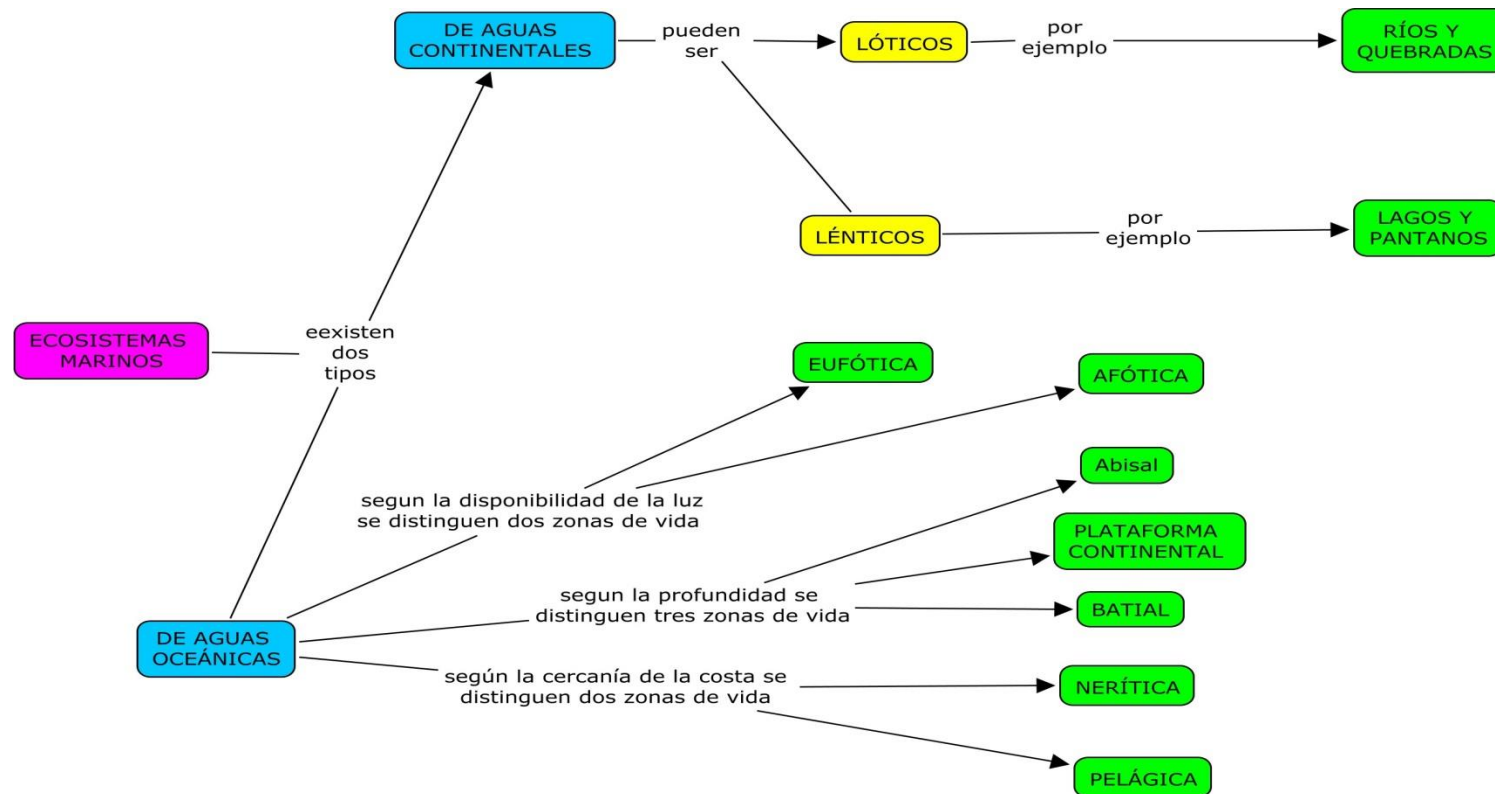 DE AGUAS
CONTINENTALES
pueden
ser
LÓTICOS
por
ejemplo
RÍOS Y
QUEBRADAS
LÉNTICOS
por
ejemplo
LAGOS Y
PANTANOS
ECOSISTEMAS
MARINOS
eexisten
dos
tipos
EUFÓTICA
AFÓTICA
segun la disponibilidad de la luz
se distinguen dos zonas de vida
Abisal
PLATAFORMA
CONTINENTAL
segun la profundidad se
distinguen tres zonas de vida
BATIAL
DE AGUAS
OCEÁNICAS
según la cercanía de la costa se
distinguen dos zonas de vida
NERÍTICA
PELÁGICA